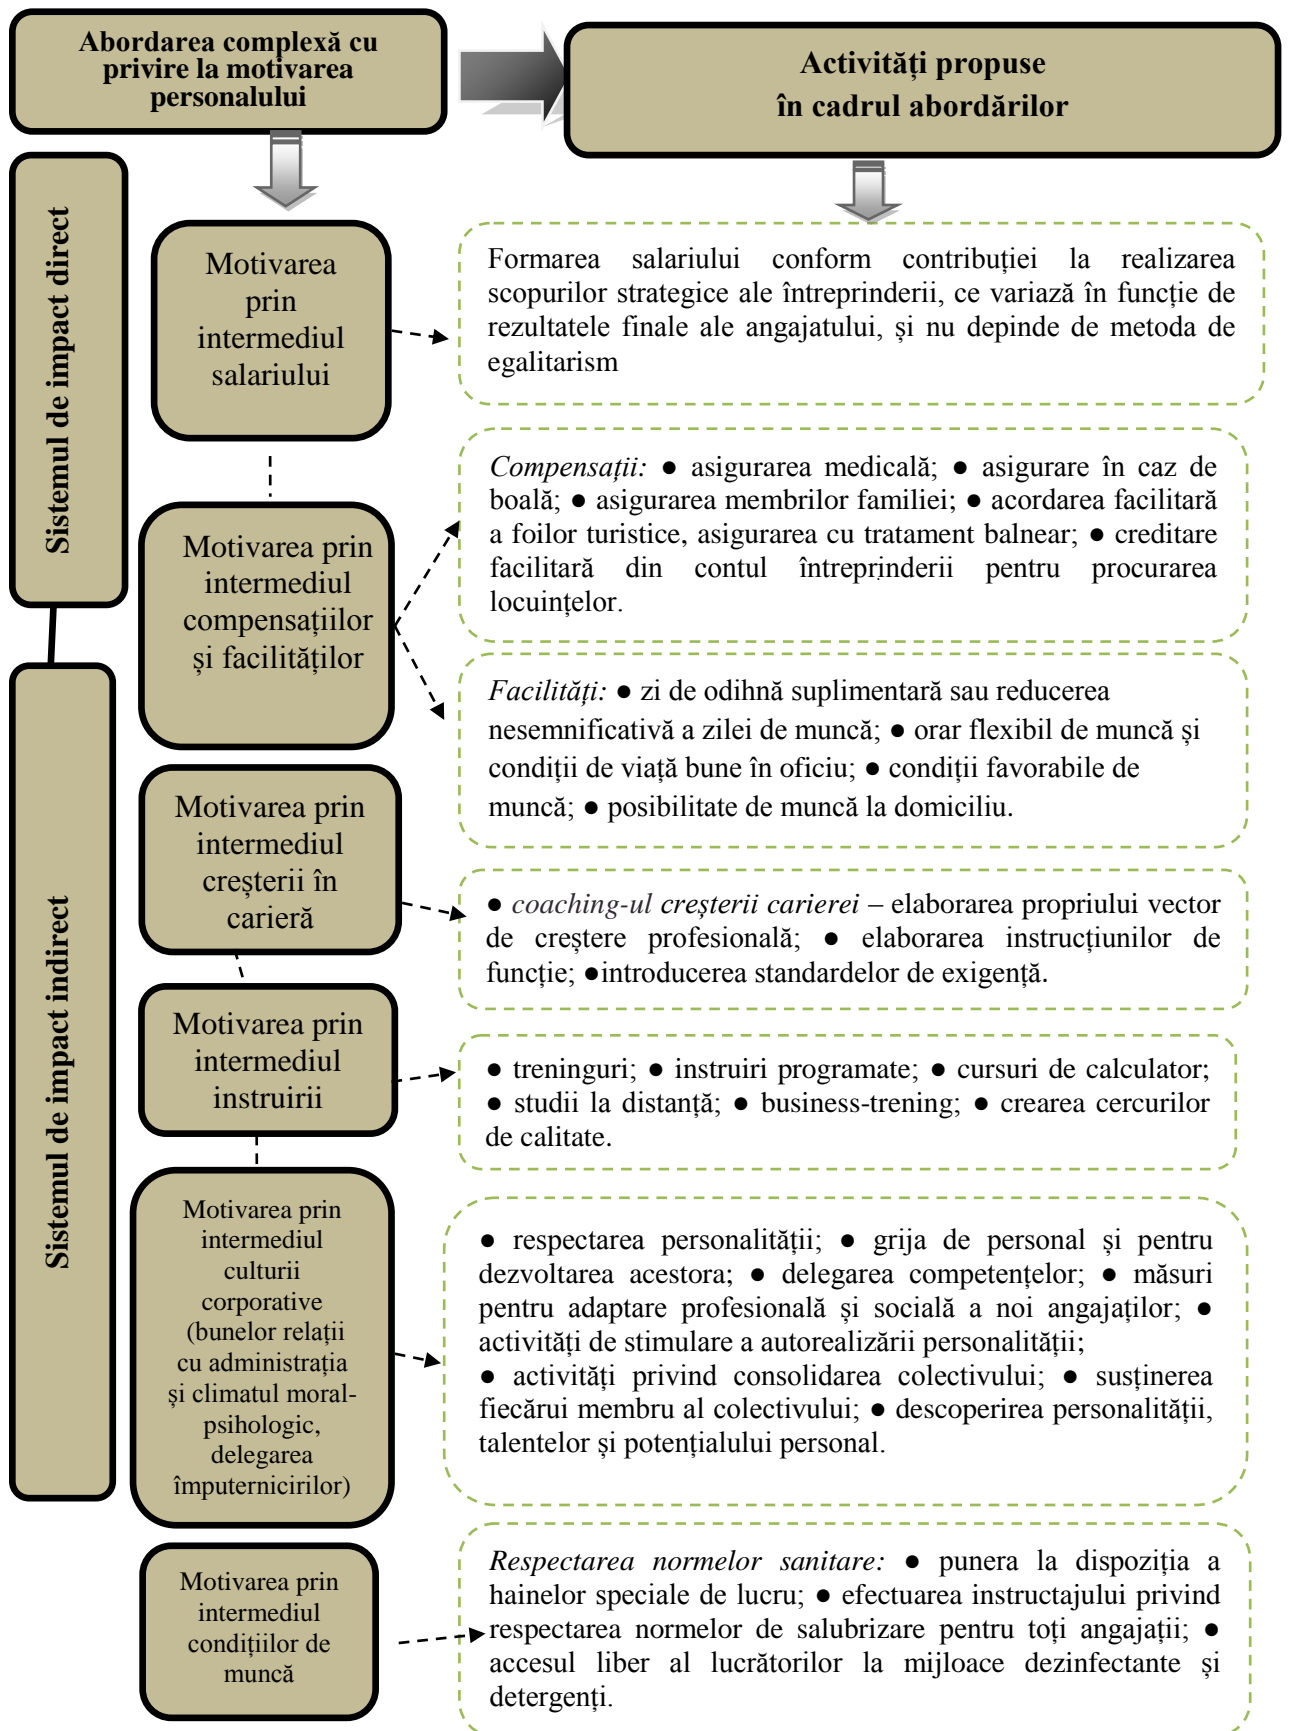 Abordarea complexă cu
privire la motivarea
personalului
Activități propuse
în cadrul abordărilor
Sistemul de impact direct
Motivarea
prin
intermediul
salariului
Formarea salariului conform contribuției la realizarea
scopurilor strategice ale întreprinderii, ce variază în funcție de
rezultatele finale ale angajatului, și nu depinde de metoda de
egalitarism
Motivarea prin
intermediul
compensațiilor
și facilităților
Compensații: ● asigurarea medicală; ● asigurare în caz de
boală; ● asigurarea membrilor familiei; ● acordarea facilitară
a foilor turistice, asigurarea cu tratament balnear; ● creditare
facilitară din contul întreprinderii pentru procurarea
locuințelor.
Facilități: ● zi de odihnă suplimentară sau reducerea
nesemnificativă a zilei de muncă; ● orar flexibil de muncă și
condiții de viață bune în oficiu; ● condiții favorabile de
muncă; ● posibilitate de muncă la domiciliu.
Sistemul de impact indirect
Motivarea prin
intermediul
creșterii în
carieră
● coaching-ul creșterii carierei – elaborarea propriului vector
de creștere profesională; ● elaborarea instrucțiunilor de
funcție; ●introducerea standardelor de exigență.
Motivarea prin
intermediul
instruirii
● treninguri; ● instruiri programate; ● cursuri de calculator;
● studii la distanță; ● business-trening; ● crearea cercurilor
de calitate.
Motivarea prin
intermediul
culturii
corporative
(bunelor relații
cu administrația
și climatul moral-
psihologic,
delegarea
împuternicirilor)
● respectarea personalității; ● grija de personal și pentru
dezvoltarea acestora; ● delegarea competențelor; ● măsuri
pentru adaptare profesională și socială a noi angajaților; ●
activități de stimulare a autorealizării personalității;
● activități privind consolidarea colectivului; ● susținerea
fiecărui membru al colectivului; ● descoperirea personalității,
talentelor și potențialului personal.
Motivarea prin
intermediul
condițiilor de
muncă
Respectarea normelor sanitare: ● punera la dispoziția a
hainelor speciale de lucru; ● efectuarea instructajului privind
respectarea normelor de salubrizare pentru toți angajații; ●
accesul liber al lucrătorilor la mijloace dezinfectante și
detergenți.